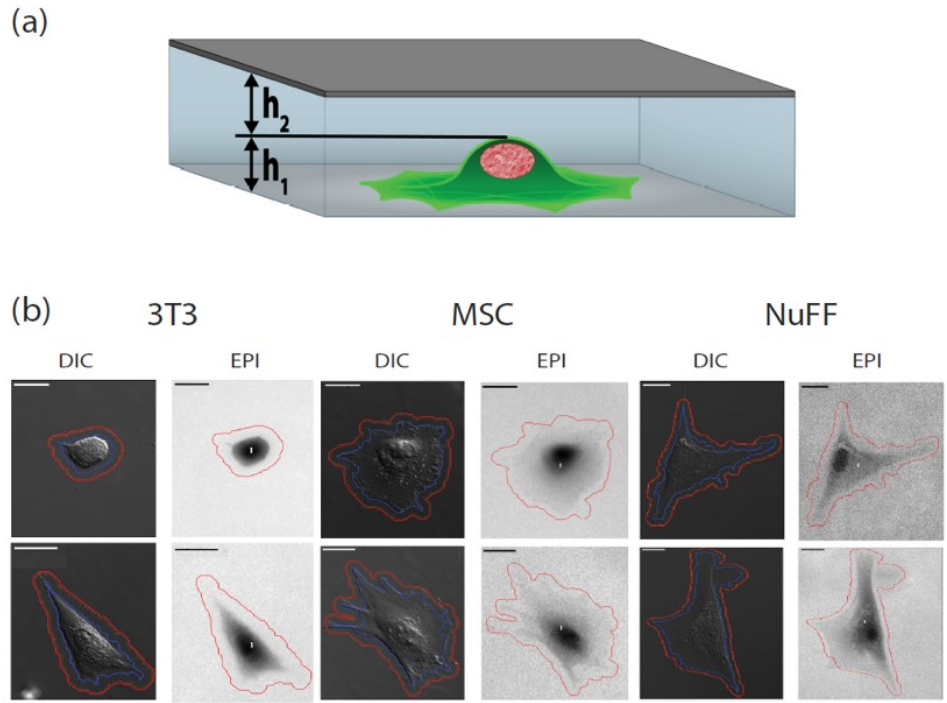 (a)
h2
h1
(b)
3T3 MSC NuFF
DIC EPI DIC EPI DIC EPI